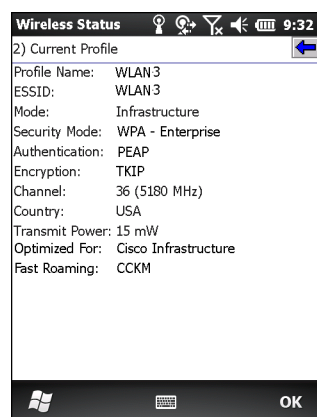 Wireless Status 9:32
2) Current Profile
Profile Name: WLAN3
ESSID: WLAN3
Mode: Infrastructure
Security Mode: WPA - Enterprise
Authentication: PEAP
Encryption: TKIP
Channel: 36 (5180 MHz)
Country: USA
Transmit Power: 15 mW
Optimized For: Cisco Infrastructure
Fast Roaming: CCKM
OK